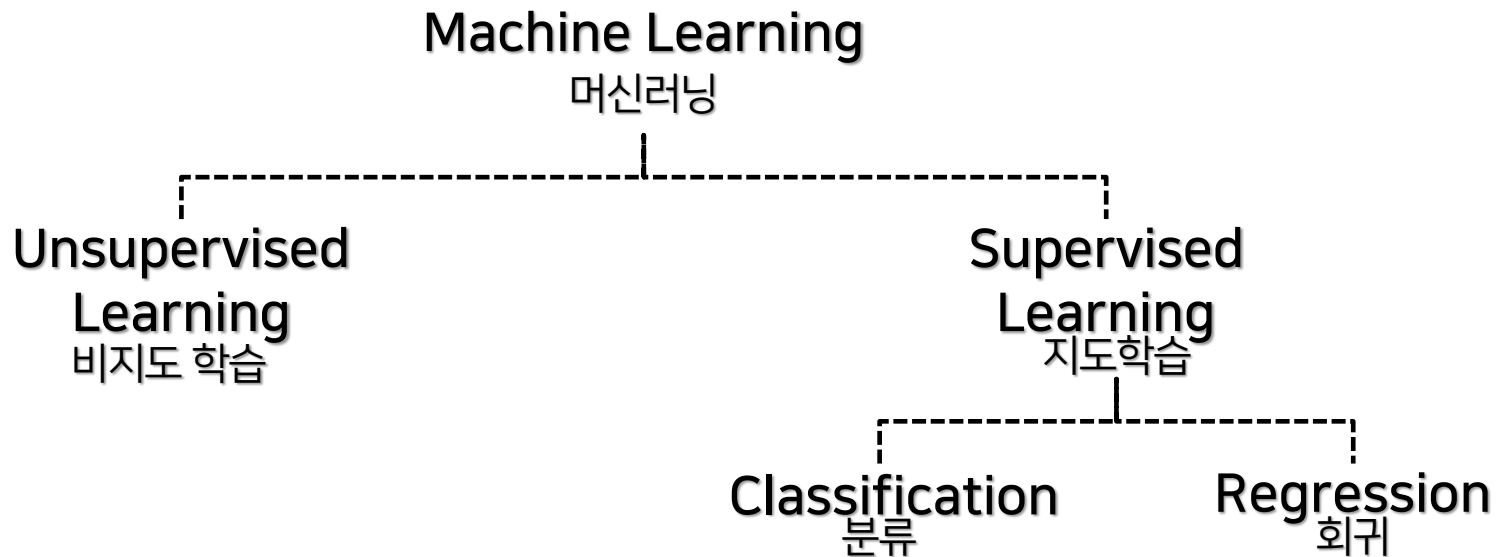 Machine Learning
머신러닝
Unsupervised
Learning
비지도 학습
Supervised
Learning
지도학습
Classification
분류
Regression
회귀